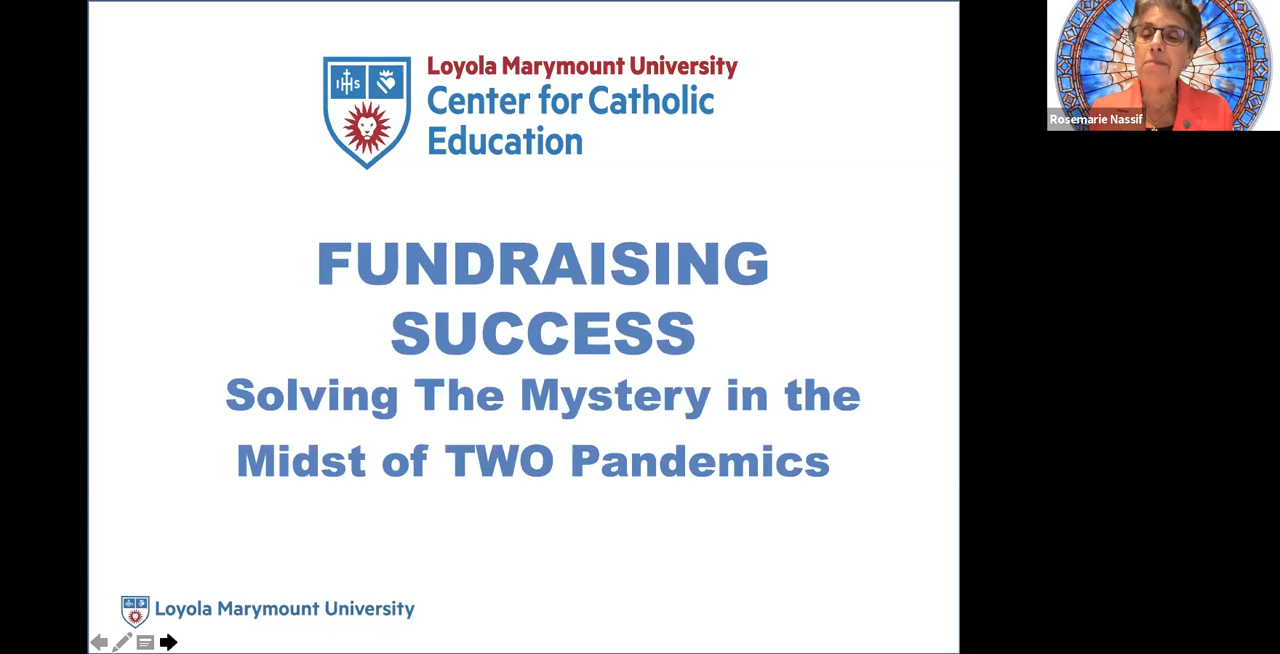 Loyola Marymount University
Center for Catholic
Education
IHS
FUNDRAISING
SUCCESS
Solving The Mystery in the
Midst of TWO Pandemics
Loyola Marymount University
Rosemarie Nassif